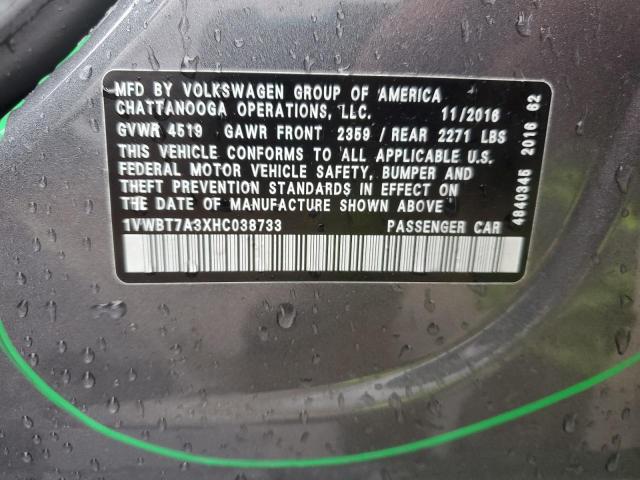 MFD BY VOLKSWAGEN GROUP OF AMERICA
CHATTANOOGA OPERATIONS, LLC. 11/2016
GVWR 4519 GAWR FRONT 2359 / REAR 2271 LBS
THIS VEHICLE CONFORMS TO ALL APPLICABLE U.S.
FEDERAL MOTOR VEHICLE SAFETY, BUMPER AND
THEFT PREVENTION STANDARDS IN EFFECT ON
THE DATE OF MANUFACTURE SHOWN ABOVE
1VWBT7A3XHC038733 PASSENGER CAR
4840345 2016 62